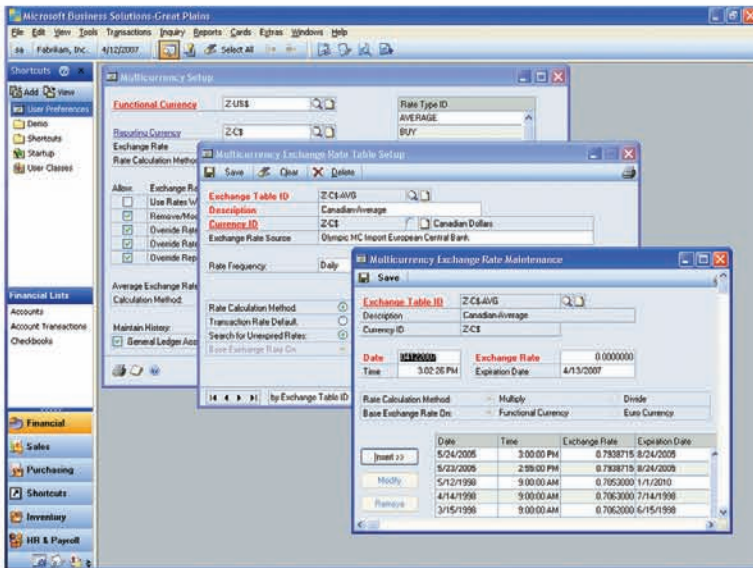 Microsoft Business Solutions-Great Plains
File Edit View Tools Transactions Inquiry Reports Cards Extras Windows Help
sa Fabrikam, Inc. 4/12/2007 Select All
Shortcuts
Add View
User Preferences
Demo
Shortcuts
Startup
User Classes
Financial Lists
Accounts
Account Transactions
Checkbooks
Financial
Sales
Purchasing
Shortcuts
Inventory
HR & Payroll
Multicurrency Setup
Functional Currency Z-US$
Reporting Currency Z-C$
Exchange Rate
Rate Calculation Method
Rate Type ID
AVERAGE
BUY
Allow: Exchange Ra
Use Rates W
Remove/Mod
Override Rate
Override Rate
Override Rep
Average Exchange Rate
Calculation Method:
Maintain History:
General Ledger Acc
Multicurrency Exchange Rate Table Setup
Save Clear Delete
Exchange Table ID Z-C$-AVG
Description Canadian-Average
Currency ID Z-C$ Canadian Dollars
Exchange Rate Source Olympic MC Import European Central Bank
Rate Frequency: Daily
Rate Calculation Method:
Transaction Rate Default:
Search for Unexpired Rates:
Base Exchange Rate On:
by Exchange Table ID
Multicurrency Exchange Rate Maintenance
Save
Exchange Table ID Z-C$-AVG
Description Canadian-Average
Currency ID Z-C$
Date 04122007 Exchange Rate 0.0000000
Time 3:02:26 PM Expiration Date 4/13/2007
Rate Calculation Method Multiply Divide
Base Exchange Rate On: Functional Currency Euro Currency
Insert >>
Modify
Remove
Date Time Exchange Rate Expiration Date
5/24/2005 3:00:00 PM 0.7938715 8/24/2005
5/23/2005 2:55:00 PM 0.7938715 8/24/2005
5/12/1998 9:00:00 AM 0.7053000 1/1/2010
4/14/1998 9:00:00 AM 0.7063000 7/14/1998
3/15/1998 9:00:00 AM 0.7062000 6/15/1998